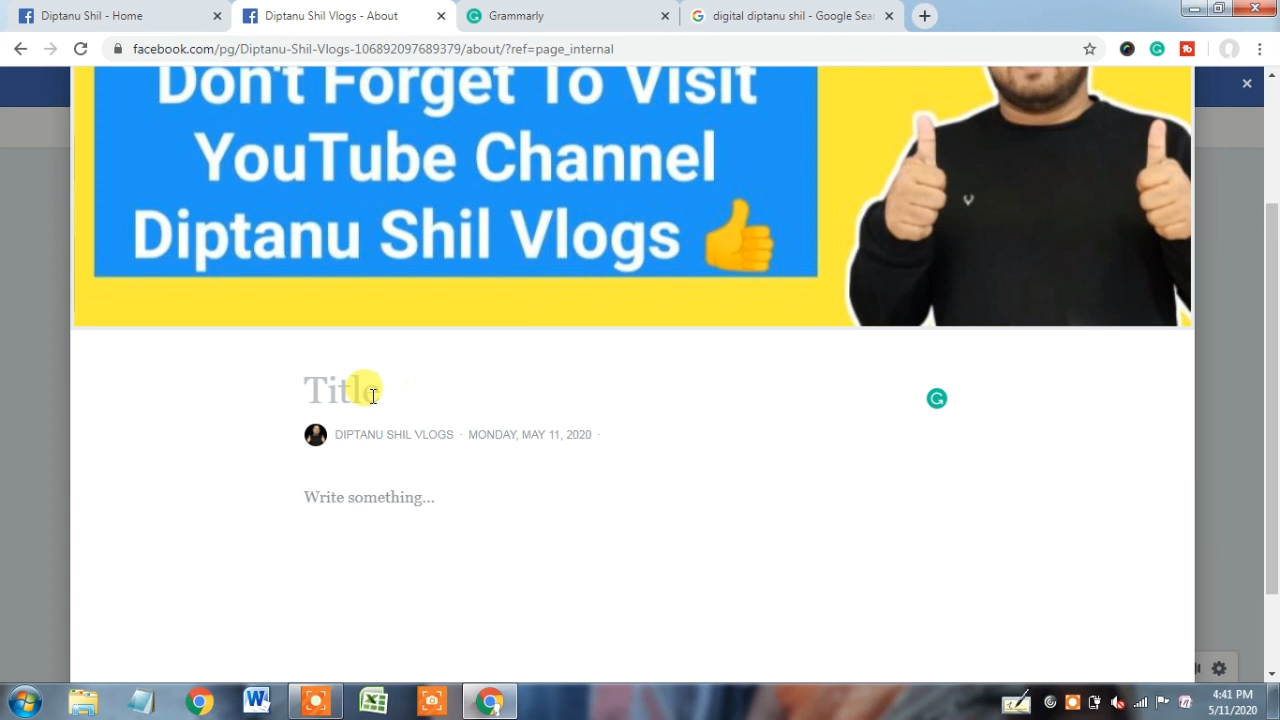 Diptanu Shil - Home
Diptanu Shil Vlogs - About
Grammarly
digital diptanu shil - Google Sear
facebook.com/pg/Diptanu-Shil-Vlogs-106892097689379/about/?ref=page_internal
Don't Forget To Visit
YouTube Channel
Diptanu Shil Vlogs 👍
Title
DIPTANU SHIL VLOGS · MONDAY, MAY 11, 2020 ·
Write something...
4:41 PM
5/11/2020